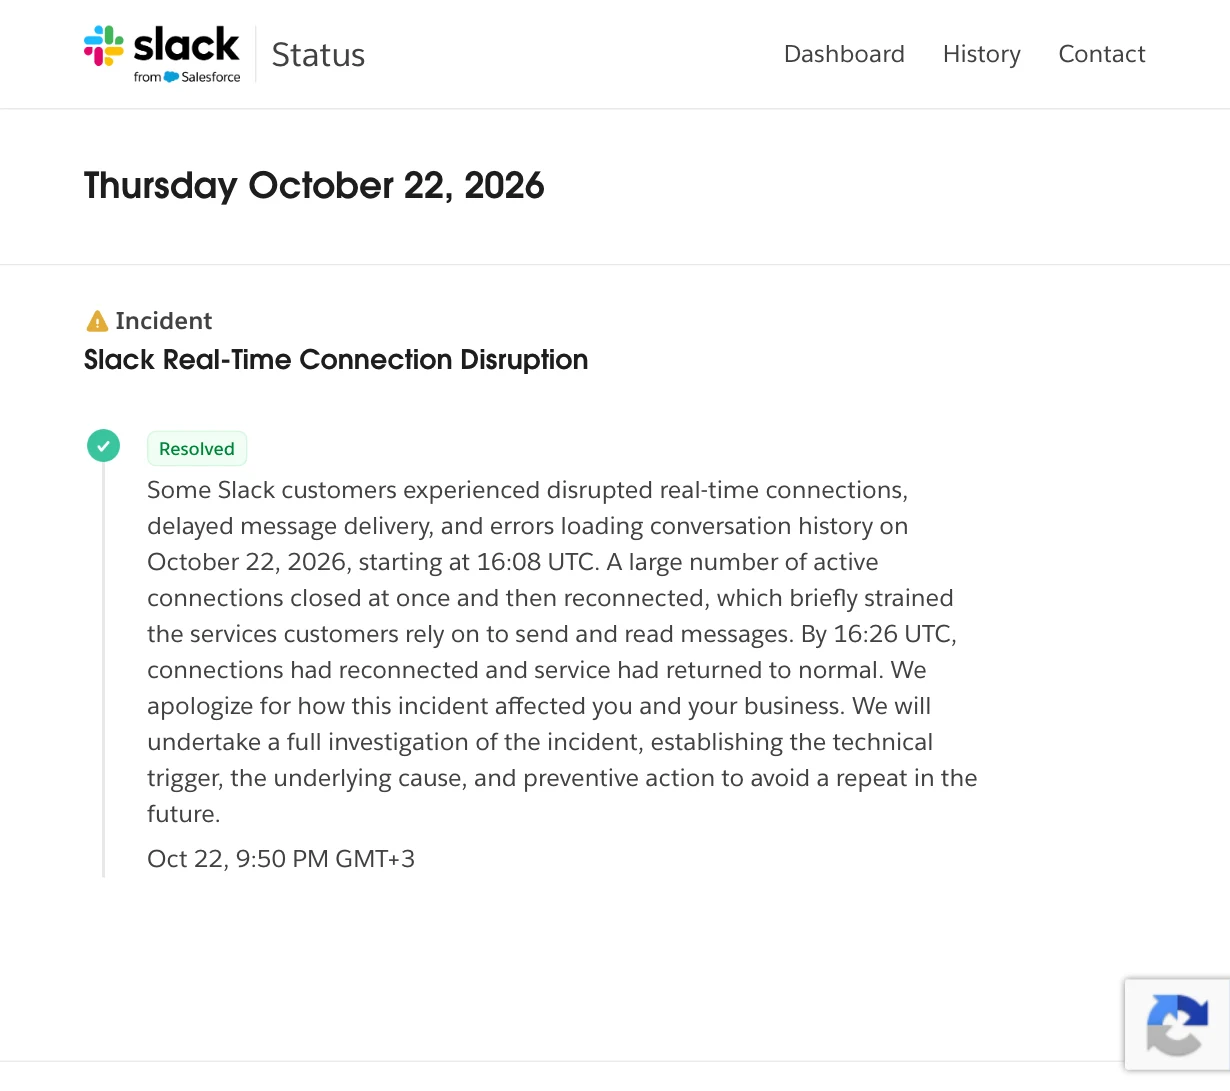 slack
from Salesforce
Status
Dashboard
History
Contact
Thursday October 22, 2026
Incident
Slack Real-Time Connection Disruption
Resolved
Some Slack customers experienced disrupted real-time connections,
delayed message delivery, and errors loading conversation history on
October 22, 2026, starting at 16:08 UTC. A large number of active
connections closed at once and then reconnected, which briefly strained
the services customers rely on to send and read messages. By 16:26 UTC,
connections had reconnected and service had returned to normal. We
apologize for how this incident affected you and your business. We will
undertake a full investigation of the incident, establishing the technical
trigger, the underlying cause, and preventive action to avoid a repeat in the
future.
Oct 22, 9:50 PM GMT+3